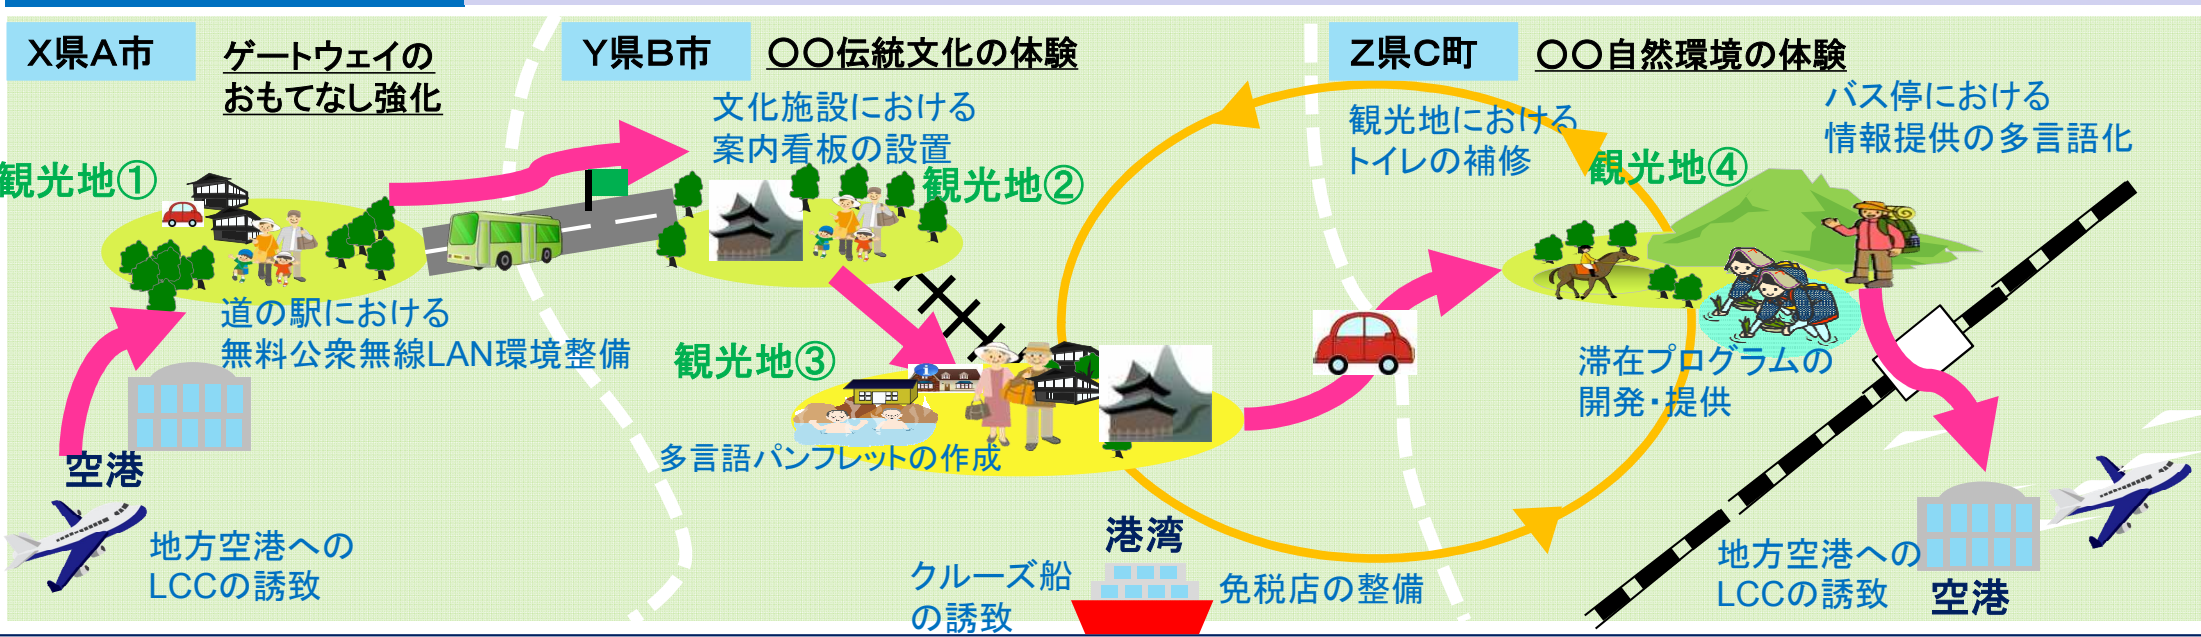 X県A市
ゲートウェイの
おもてなし強化
観光地①
道の駅における
無料公衆無線LAN環境整備
空港
地方空港への
LCCの誘致
Y県B市
〇〇伝統文化の体験
文化施設における
案内看板の設置
観光地②
観光地③
多言語パンフレットの作成
港湾
クルーズ船
の誘致
免税店の整備
Z県C町
〇〇自然環境の体験
観光地における
トイレの補修
バス停における
情報提供の多言語化
観光地④
滞在プログラムの
開発・提供
地方空港への
LCCの誘致
空港